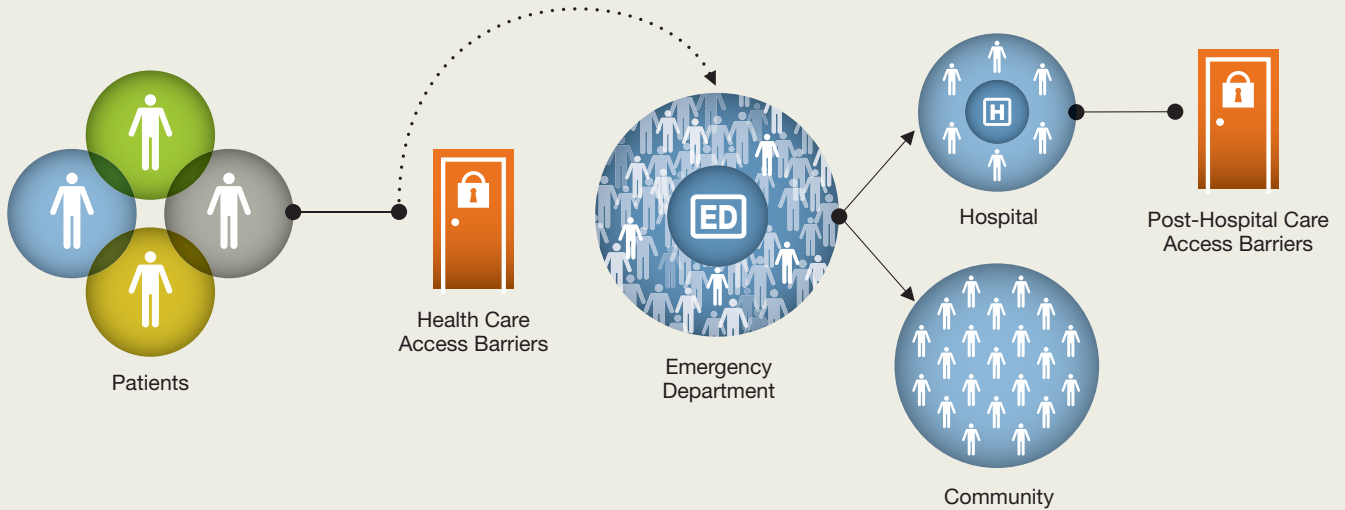 Patients
Health Care
Access Barriers
ED
Emergency
Department
H
Hospital
Post-Hospital Care
Access Barriers
Community